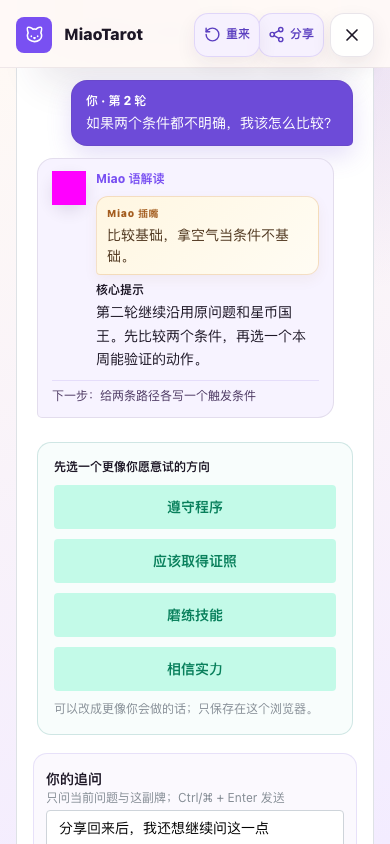 MiaoTarot
重来
分享
你 · 第 2 轮
如果两个条件都不明确，我该怎么比较？
Miao 语解读
Miao 插嘴
比较基础，拿空气当条件不基
础。
核心提示
第二轮继续沿用原问题和星币国
王。先比较两个条件，再选一个本
周能验证的动作。
下一步：给两条路径各写一个触发条件
先选一个更像你愿意试的方向
遵守程序
应该取得证照
磨练技能
相信实力
可以改成更像你会做的话；只保存在这个浏览器。
你的追问
只问当前问题与这副牌；Ctrl/⌘ + Enter 发送
分享回来后，我还想继续问这一点